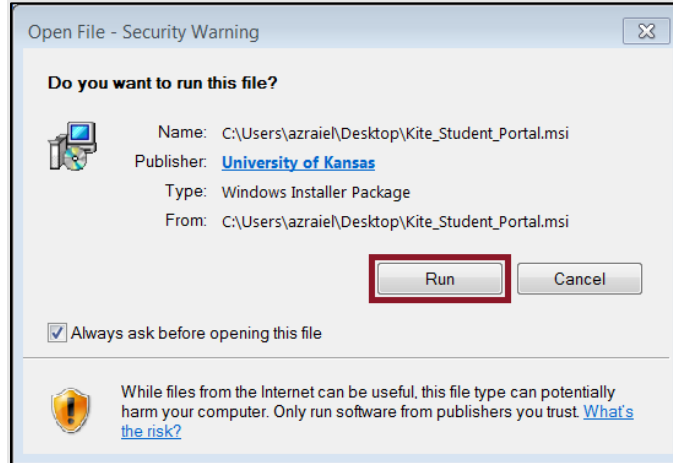 Open File - Security Warning
Do you want to run this file?
Name: C:\Users\azraiel\Desktop\Kite_Student_Portal.msi
Publisher: University of Kansas
Type: Windows Installer Package
From: C:\Users\azraiel\Desktop\Kite_Student_Portal.msi
Run Cancel
Always ask before opening this file
While files from the Internet can be useful, this file type can potentially
harm your computer. Only run software from publishers you trust. What's
the risk?